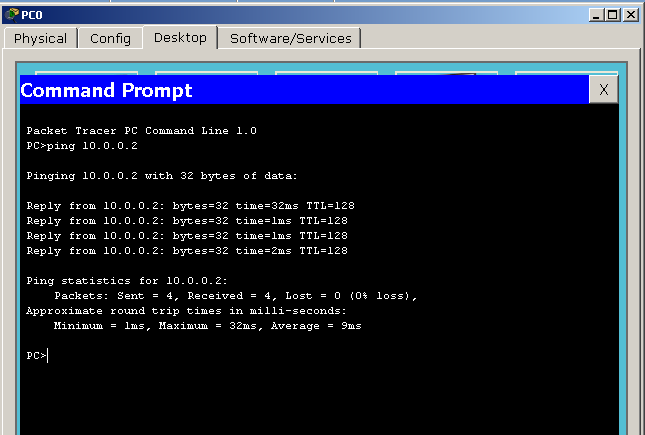 PC0
Physical
Config
Desktop
Software/Services
Command Prompt
X
Packet Tracer PC Command Line 1.0
PC>ping 10.0.0.2
Pinging 10.0.0.2 with 32 bytes of data:
Reply from 10.0.0.2: bytes=32 time=32ms TTL=128
Reply from 10.0.0.2: bytes=32 time=1ms TTL=128
Reply from 10.0.0.2: bytes=32 time=1ms TTL=128
Reply from 10.0.0.2: bytes=32 time=2ms TTL=128
Ping statistics for 10.0.0.2:
Packets: Sent = 4, Received = 4, Lost = 0 (0% loss),
Approximate round trip times in milli-seconds:
Minimum = 1ms, Maximum = 32ms, Average = 9ms
PC>